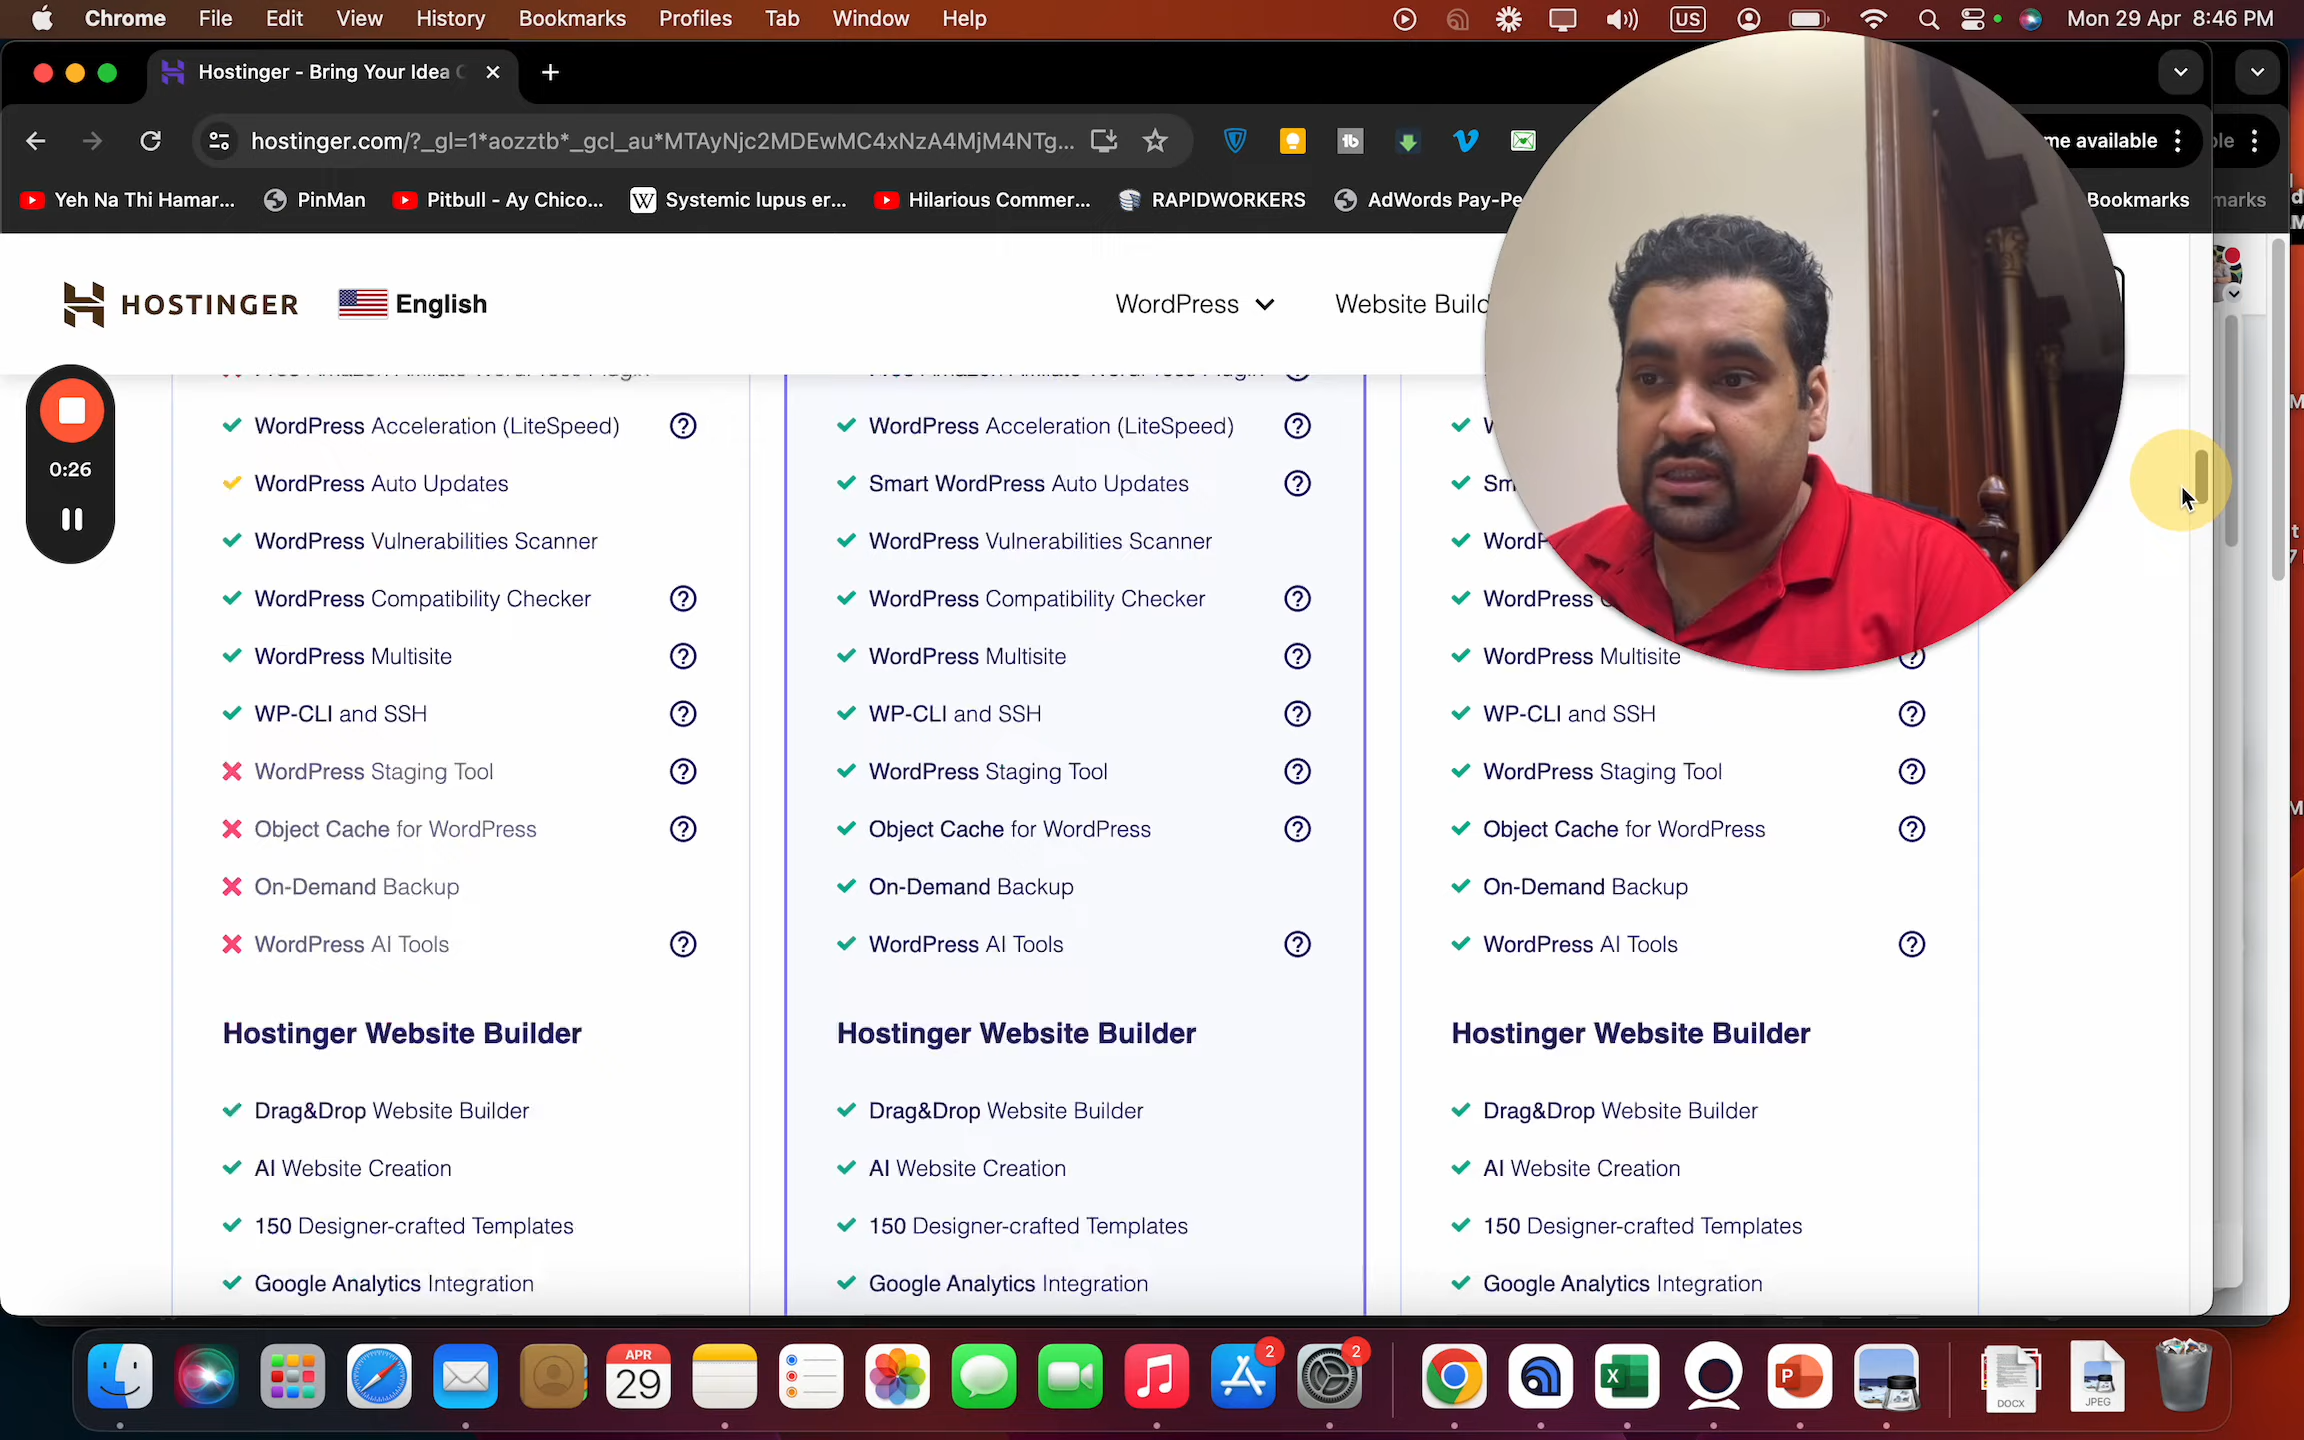 Chrome File Edit View History Bookmarks Profiles Tab Window Help US Mon 29 Apr 8:46 PM
Hostinger - Bring Your Idea
hostinger.com/?_gl=1*aozztb*_gcl_au*MTAyNjc2MDEwMC4xNzA4MjM4NTg... me available
Yeh Na Thi Hamar... PinMan Pitbull - Ay Chico... Systemic lupus er... Hilarious Commer... RAPIDWORKERS AdWords Pay-Pe Bookmarks marks
HOSTINGER English WordPress Website Build
WordPress Acceleration (LiteSpeed) WordPress Acceleration (LiteSpeed)
0:26
WordPress Auto Updates Smart WordPress Auto Updates Sm
WordPress Vulnerabilities Scanner WordPress Vulnerabilities Scanner WordP
WordPress Compatibility Checker WordPress Compatibility Checker WordPress
WordPress Multisite WordPress Multisite WordPress Multisite
WP-CLI and SSH WP-CLI and SSH WP-CLI and SSH
WordPress Staging Tool WordPress Staging Tool WordPress Staging Tool
Object Cache for WordPress Object Cache for WordPress Object Cache for WordPress
On-Demand Backup On-Demand Backup On-Demand Backup
WordPress AI Tools WordPress AI Tools WordPress AI Tools
Hostinger Website Builder Hostinger Website Builder Hostinger Website Builder
Drag&Drop Website Builder Drag&Drop Website Builder Drag&Drop Website Builder
AI Website Creation AI Website Creation AI Website Creation
150 Designer-crafted Templates 150 Designer-crafted Templates 150 Designer-crafted Templates
Google Analytics Integration Google Analytics Integration Google Analytics Integration
APR
29
2
2
DOCX
JPEG